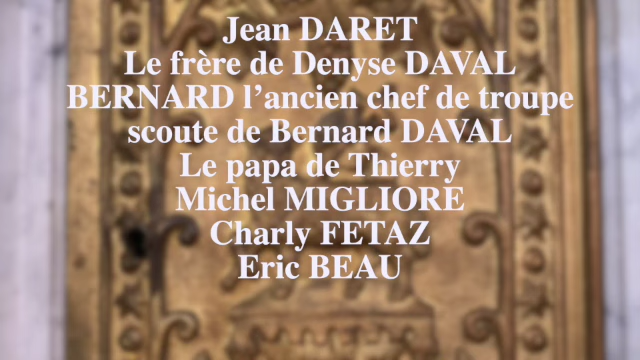 Jean DARET
Le frère de Denyse DAVAL
BERNARD l’ancien chef de troupe
scoute de Bernard DAVAL
Le papa de Thierry
Michel MIGLIORE
Charly FETAZ
Eric BEAU